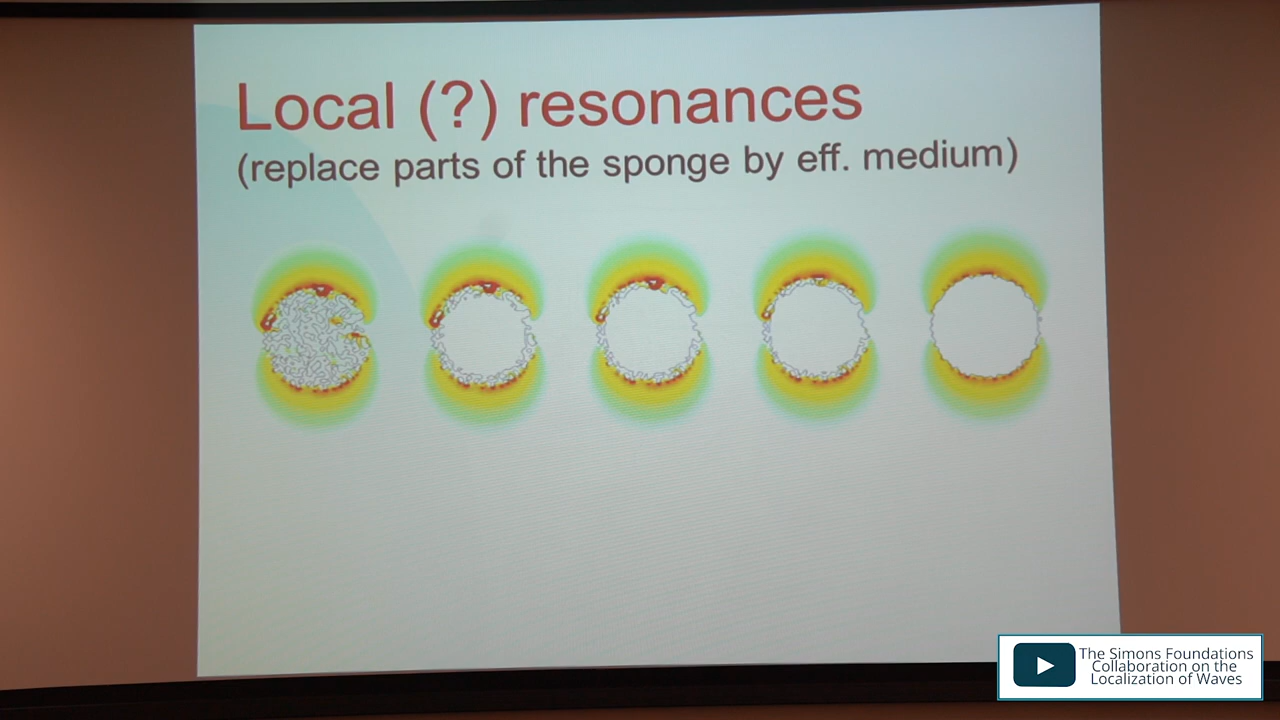 Local (?) resonances
(replace parts of the sponge by eff. medium)
The Simons Foundations
Collaboration on the
Localization of Waves